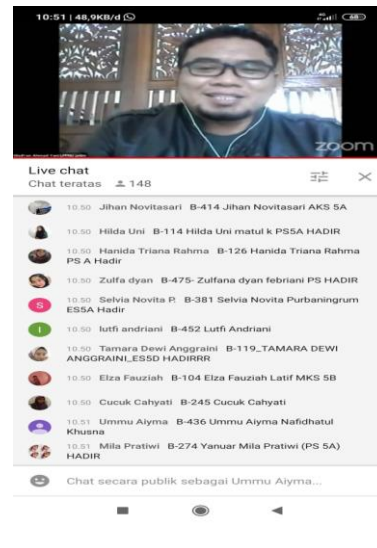 10:51 | 48,9KB/d
48
zoom
Live chat
Chat teratas 148
10.50 Jihan Novitasari B-414 Jihan Novitasari AKS 5A
10.50 Hilda Uni B-114 Hilda Uni matul k PS5A HADIR
10.50 Hanida Triana Rahma B-126 Hanida Triana Rahma
PS A Hadir
10.50 Zulfa dyan B-475- Zulfana dyan febriani PS HADIR
S
10.50 Selvia Novita P. B-381 Selvia Novita Purbaningrum
ES5A Hadir
I
10.50 lutfi andriani B-452 Lutfi Andriani
10.50 Tamara Dewi Anggraini B-119_TAMARA DEWI
ANGGRAINI_ES5D HADIRRR
10.50 Elza Fauziah B-104 Elza Fauziah Latif MKS 5B
10.50 Cucuk Cahyati B-245 Cucuk Cahyati
10.51 Ummu Aiyma B-436 Ummu Aiyma Nafidhatul
Khusna
10.51 Mila Pratiwi B-274 Yanuar Mila Pratiwi (PS 5A)
HADIR
Chat secara publik sebagai Ummu Aiyma...